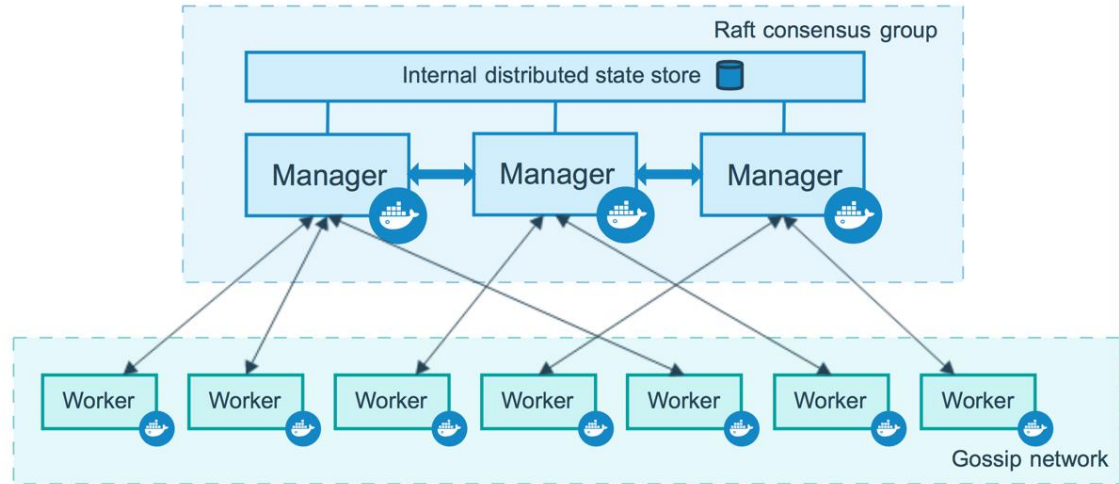 Raft consensus group
Internal distributed state store
Manager
Manager
Manager
Worker
Worker
Worker
Worker
Worker
Worker
Worker
Gossip network